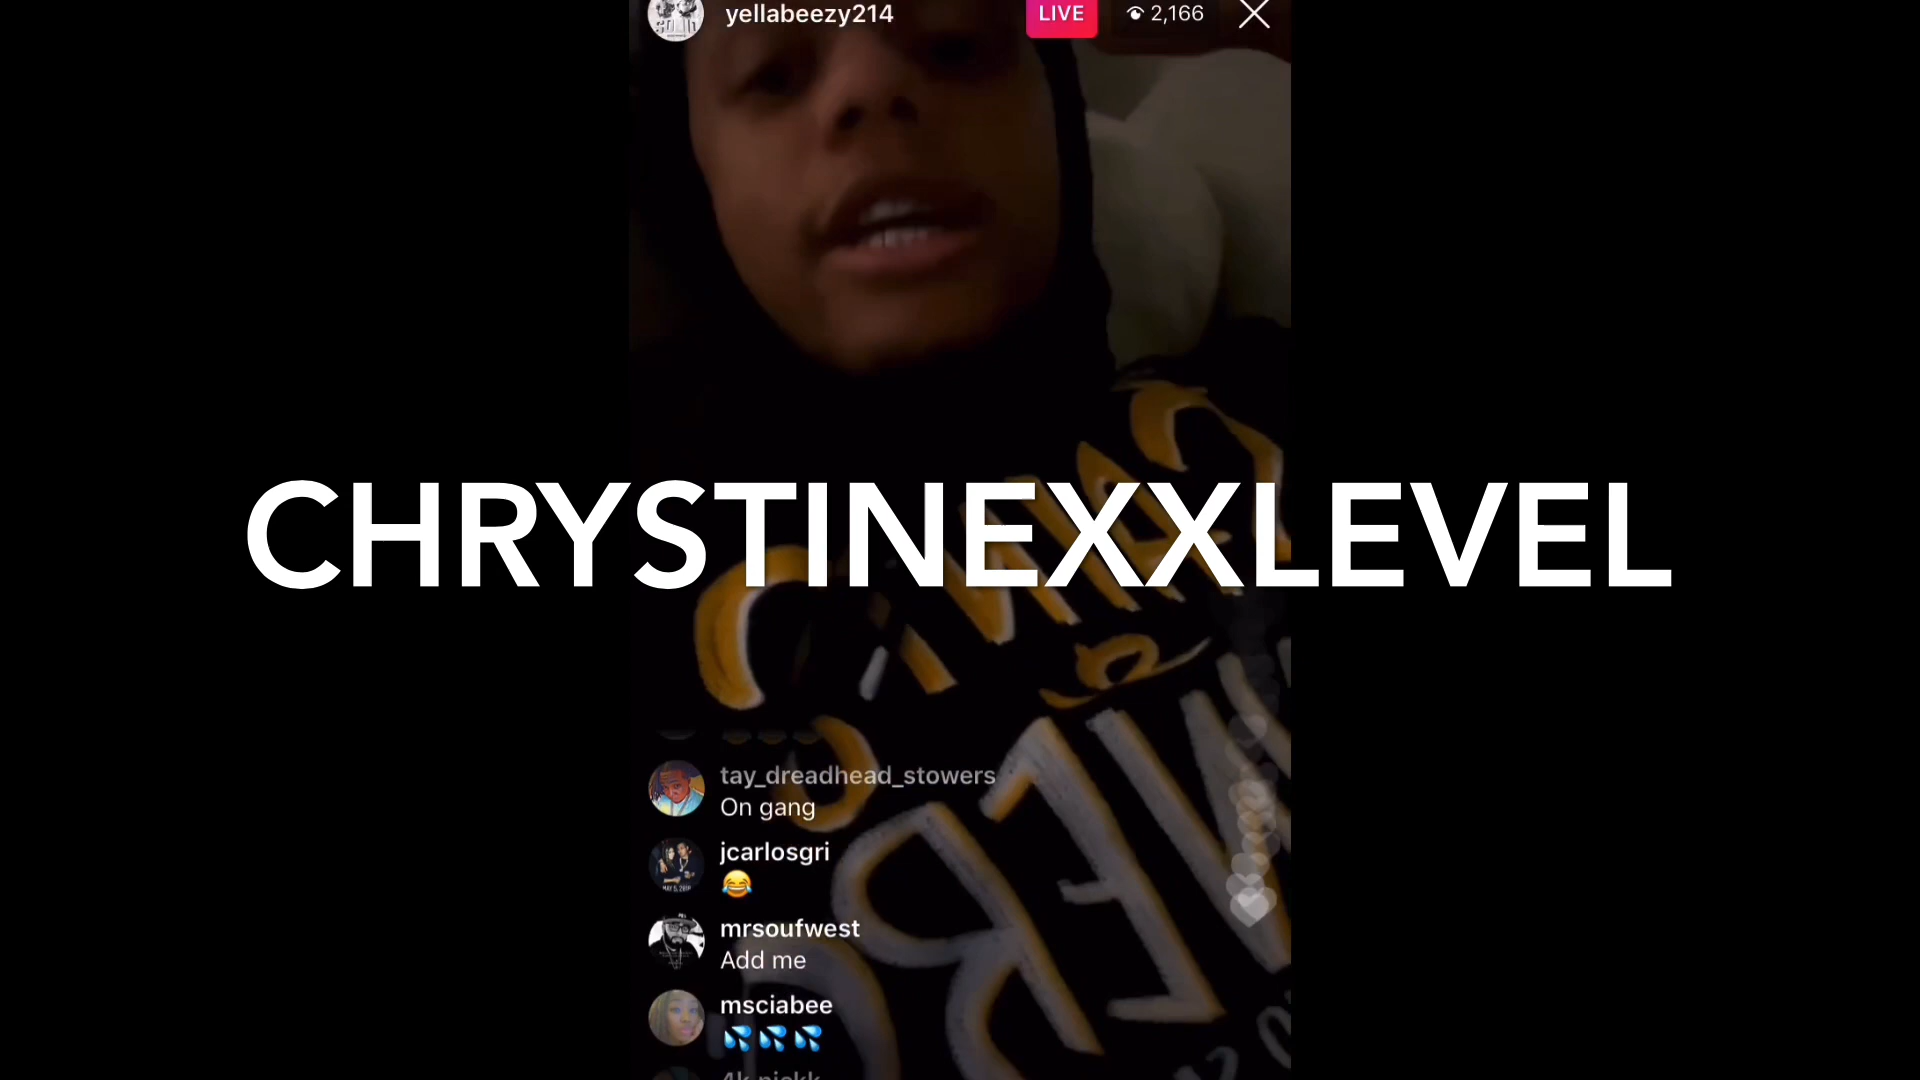 yellabeezy214
LIVE
2,166
CHRYSTINEXXLEVEL
tay_dreadhead_stowers
On gang
jcarlosgri
😂
mrsoufwest
Add me
msciabee
💦💦💦